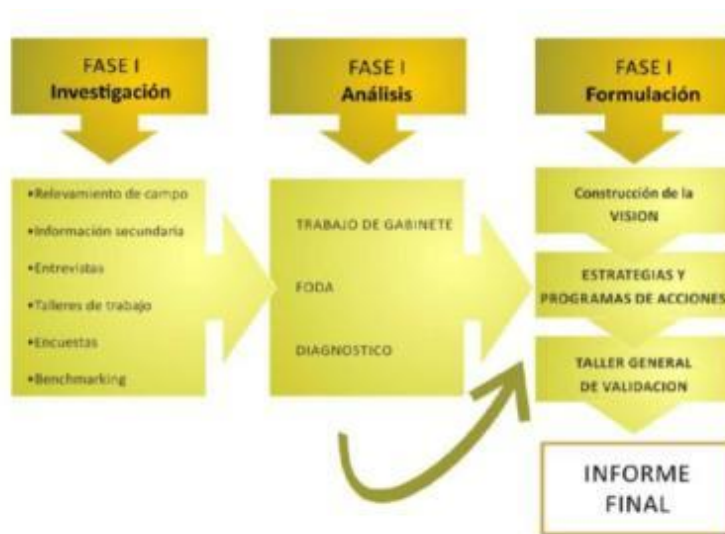 FASE I
Investigación
•Relevamiento de campo
•Información secundaria
•Entrevistas
•Talleres de trabajo
•Encuestas
•Benchmarking
FASE I
Análisis
TRABAJO DE GABINETE
FODA
DIAGNOSTICO
FASE I
Formulación
Construcción de la
VISION
ESTRATEGIAS Y
PROGRAMAS DE ACCIONES
TALLER GENERAL
DE VALIDACION
INFORME
FINAL